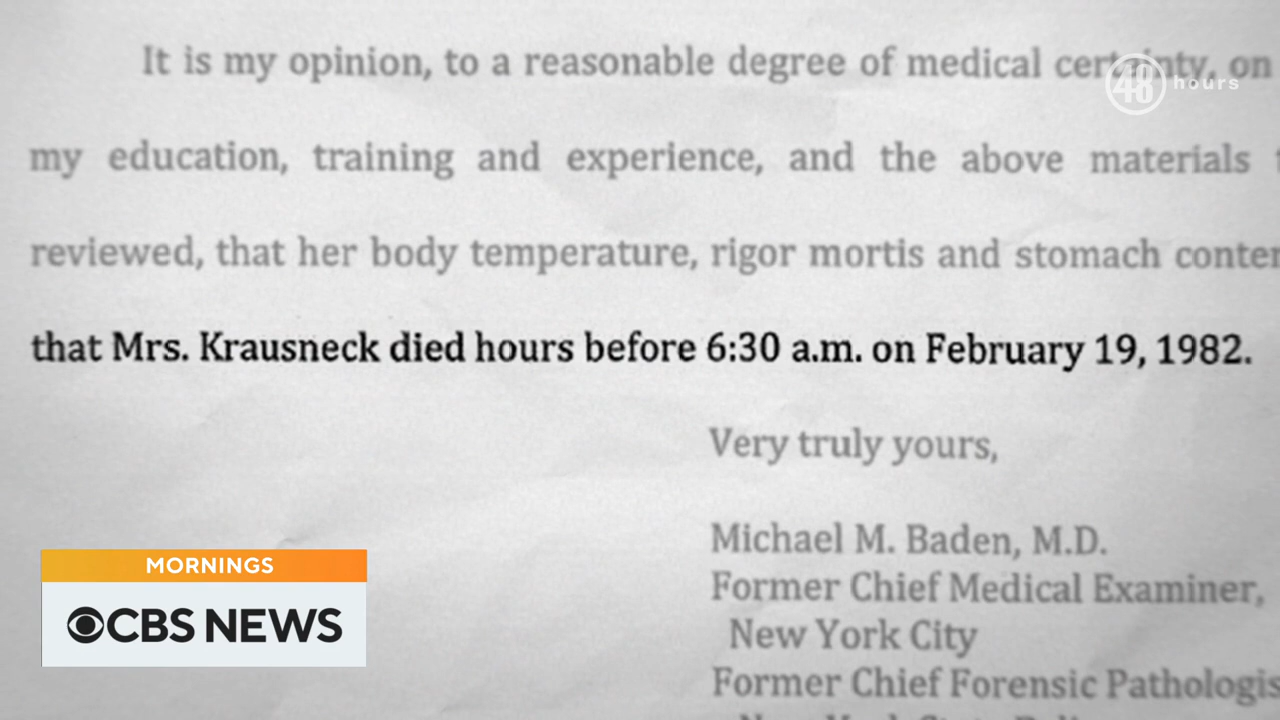 It is my opinion, to a reasonable degree of medical certainty, on
my education, training and experience, and the above materials
reviewed, that her body temperature, rigor mortis and stomach
that Mrs. Krausneck died hours before 6:30 a.m. on February 19, 1982.
Very truly yours,
Michael M. Baden, M.D.
Former Chief Medical Examiner,
New York City
Former Chief Forensic
48 hours
MORNINGS
CBS NEWS